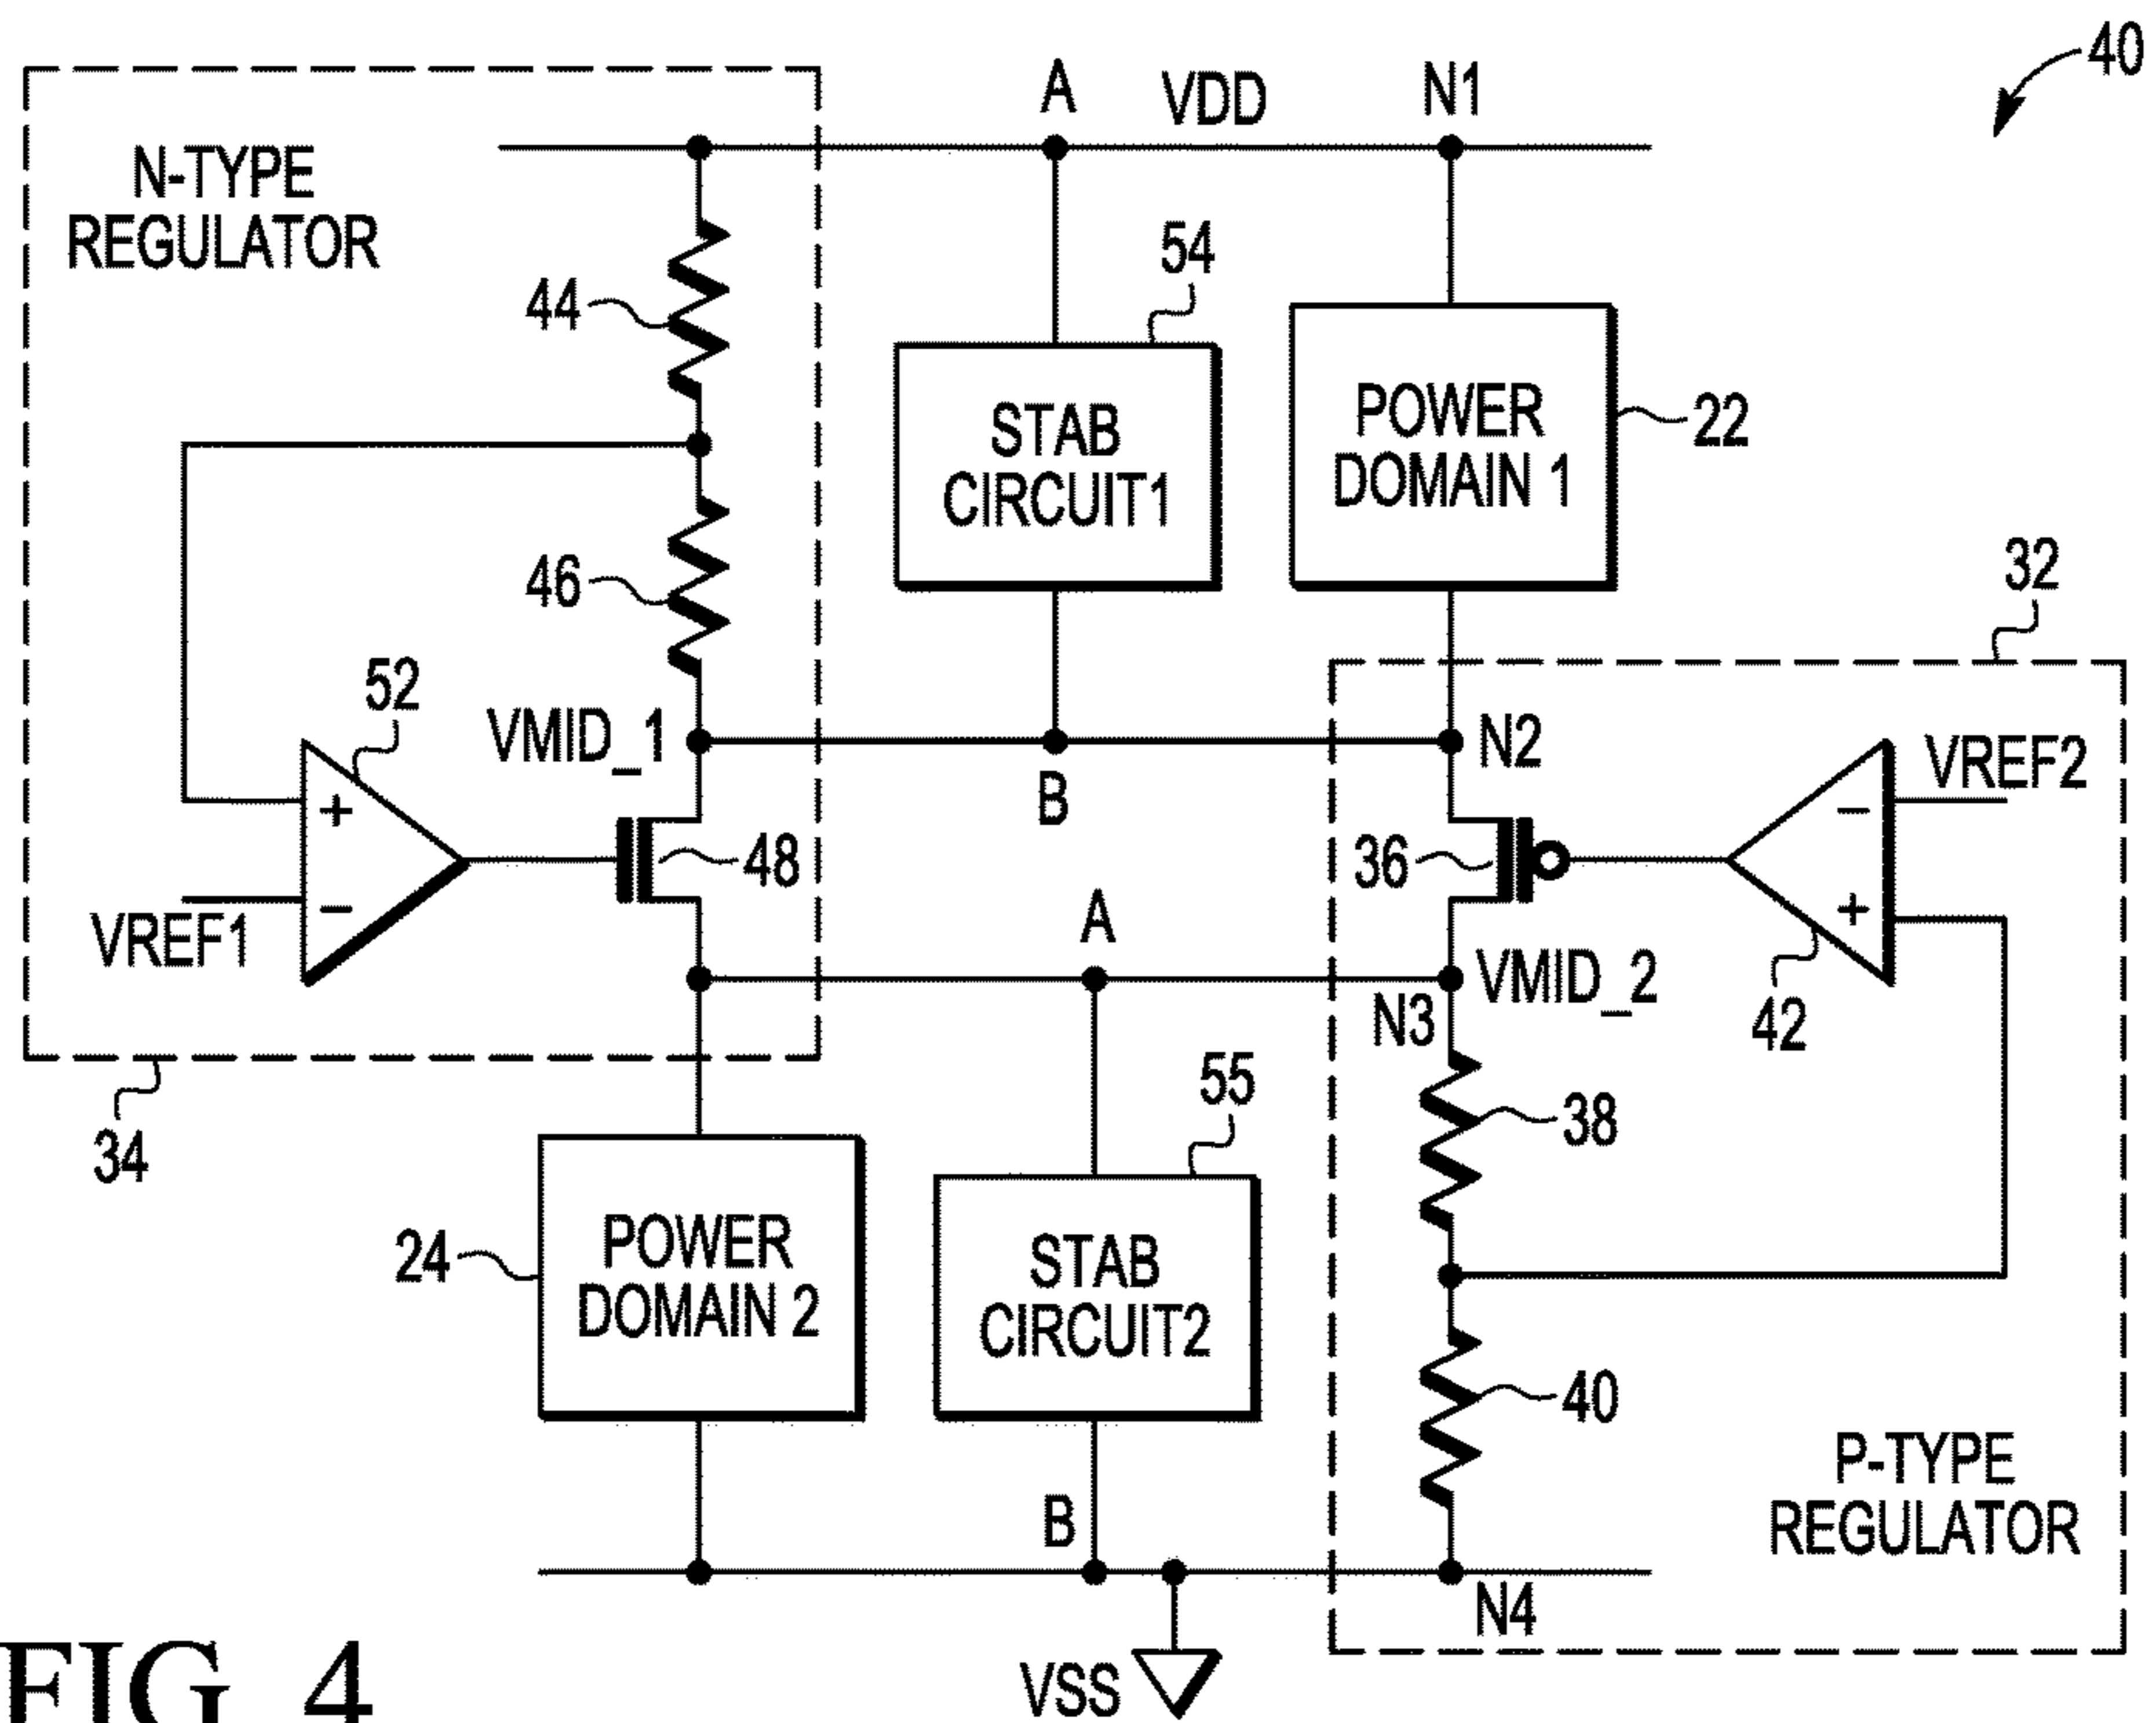 40
A
VDD
N1
N-TYPE
REGULATOR
44
54
STAB
CIRCUIT1
POWER
DOMAIN 1
22
46
32
52
VMID_1
B
N2
VREF2
+
−
VREF1
48
36
−
+
42
A
VMID_2
N3
34
55
38
24
POWER
DOMAIN 2
STAB
CIRCUIT2
40
P-TYPE
REGULATOR
B
N4
VSS
FIG. 4